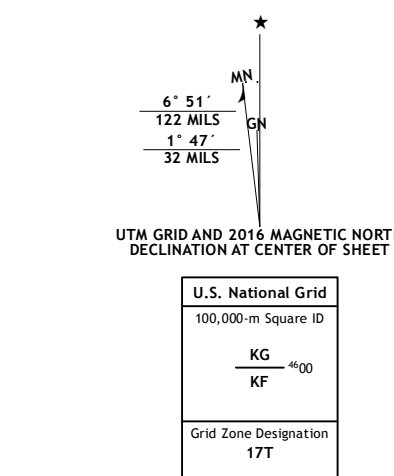 ★
MN
6° 51´
122 MILS
GN
1° 47´
32 MILS
UTM GRID AND 2016 MAGNETIC NORT
DECLINATION AT CENTER OF SHEET
U.S. National Grid
100,000-m Square ID
KG
4600
KF
Grid Zone Designation
17T